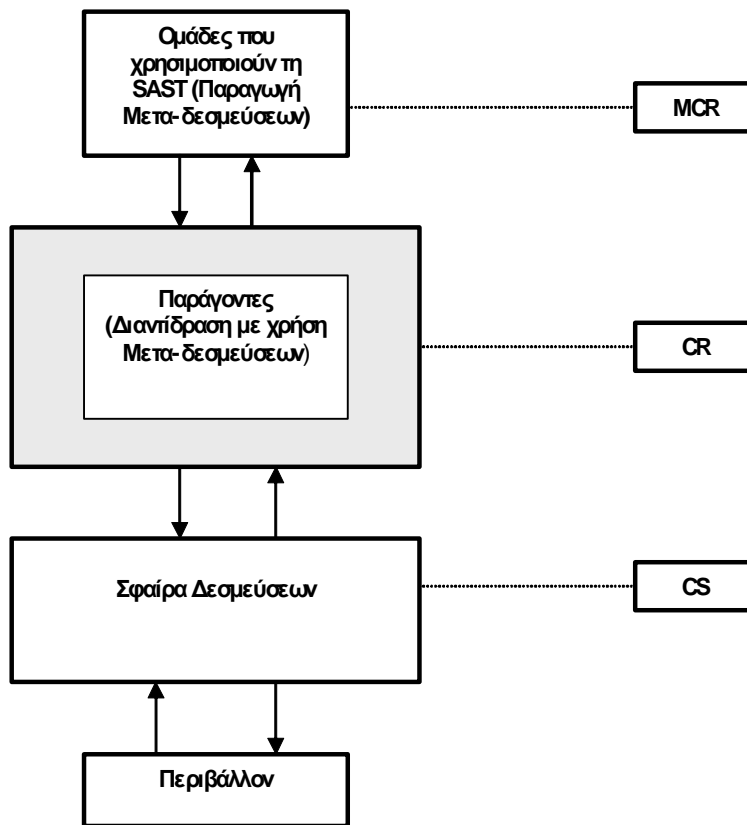 Ομάδες που
χρησιμοποιούν τη
SAST (Παραγωγή
Μετα-δεσμεύσεων)
MCR
Παράγοντες
(Διαντίδραση με χρήση
Μετα-δεσμεύσεων)
CR
Σφαίρα Δεσμεύσεων
CS
Περιβάλλον